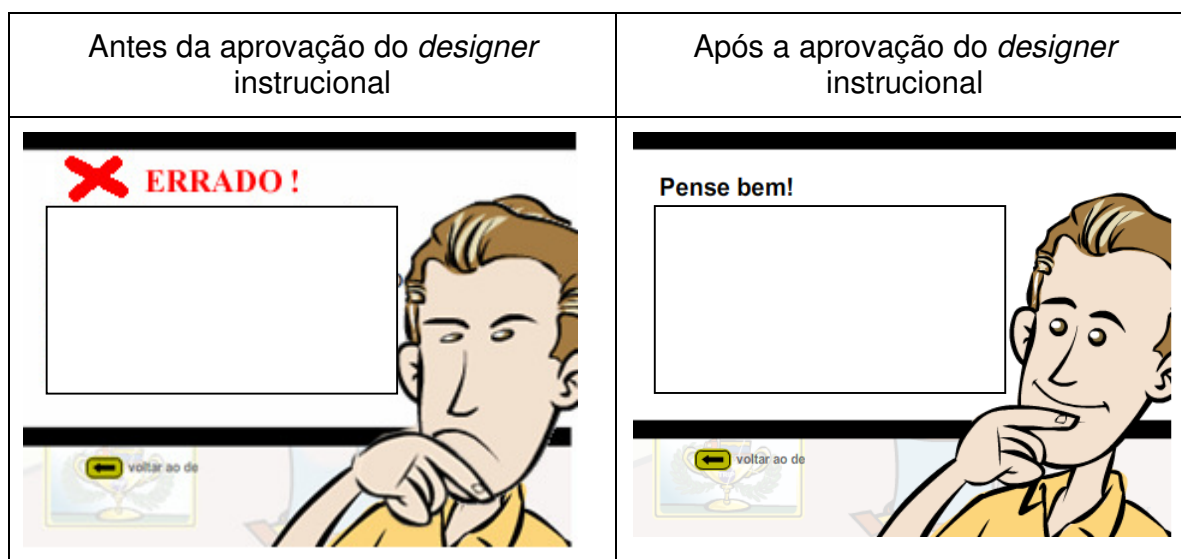 Antes da aprovação do designer
instrucional
Após a aprovação do designer
instrucional
ERRADO !
voltar ao de
Pense bem!
voltar ao de